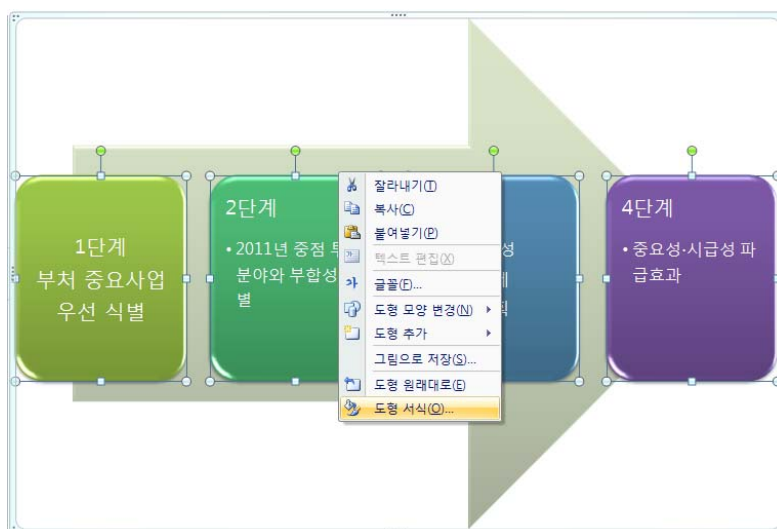 1단계
부처 중요사업
우선 식별
2단계
• 2011년 중점
분야와 부합성
별
잘라내기(T)
복사(C)
붙여넣기(P)
텍스트 편집(X)
가 글꼴(F)...
도형 모양 변경(N)
도형 추가
그림으로 저장(S)...
도형 원래대로(E)
도형 서식(O)...
성
4단계
• 중요성·시급성 파
급효과